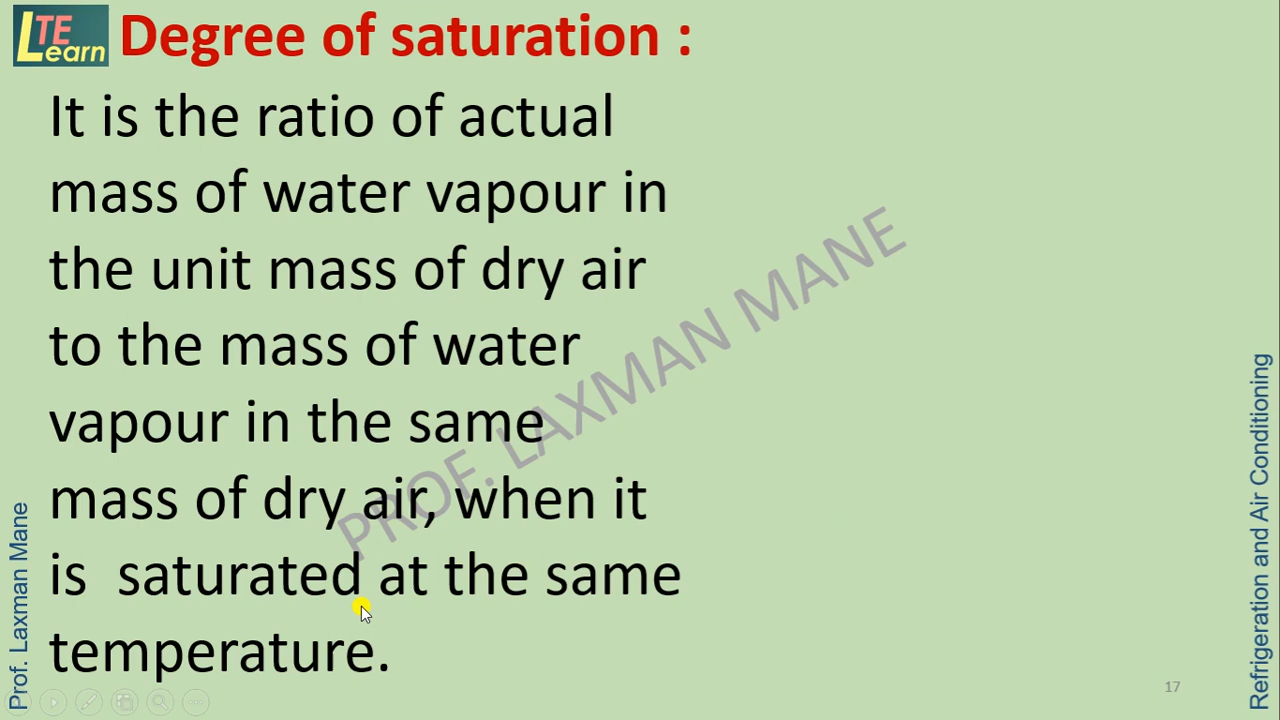 LTE Learn
Degree of saturation :
It is the ratio of actual
mass of water vapour in
the unit mass of dry air
to the mass of water
vapour in the same
mass of dry air, when it
is  saturated at the same
temperature.
PROF. LAXMAN MANE
Prof. Laxman Mane
Refrigeration and Air Conditioning
17